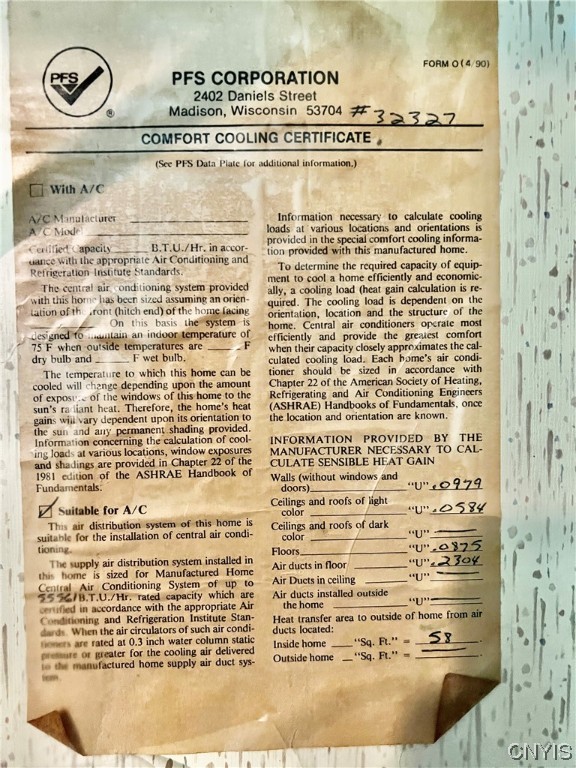 FORM O (4/90)
PFS
®
PFS CORPORATION
2402 Daniels Street
Madison, Wisconsin 53704 # 32327
COMFORT COOLING CERTIFICATE
(See PFS Data Plate for additional information.)
With A/C
A/C Manufacturer
A/C Model
Certified Capacity B.T.U./Hr. in accor-
dance with the appropriate Air Conditioning and
Refrigeration Institute Standards.
The central air conditioning system provided
with this home has been sized assuming an orien-
tation of the front (hitch end) of the home facing
. On this basis the system is
designed to maintain an indoor temperature of
75 F when outside temperatures are F
dry bulb and F wet bulb.
The temperature to which this home can be
cooled will change depending upon the amount
of exposure of the windows of this home to the
sun's radiant heat. Therefore, the home's heat
gains will vary depending upon its orientation to
the sun and any permanent shading provided.
Information concerning the calculation of cool-
ing loads at various locations, window exposures
and shadings are provided in Chapter 22 of the
1981 edition of the ASHRAE Handbook of
Fundamentals.
Suitable for A/C
This air distribution system of this home is
suitable for the installation of central air condi-
tioning.
The supply air distribution system installed in
this home is sized for Manufactured Home
Central Air Conditioning System of up to
B.T.U./Hr. rated capacity which are
certified in accordance with the appropriate Air
Conditioning and Refrigeration Institute Stan-
dards. When the air circulators of such air condi-
tioners are rated at 0.3 inch water column static
pressure or greater for the cooling air delivered
to the manufactured home supply air duct sys-
Information necessary to calculate cooling
loads at various locations and orientations is
provided in the special comfort cooling informa-
tion provided with this manufactured home.
To determine the required capacity of equip-
ment to cool a home efficiently and economic-
ally, a cooling load (heat gain calculation is re-
quired. The cooling load is dependent on the
orientation, location and the structure of the
home. Central air conditioners operate most
efficiently and provide the greatest comfort
when their capacity closely approximates the cal-
culated cooling load. Each home's air condi-
tioner should be sized in accordance with
Chapter 22 of the American Society of Heating,
Refrigerating and Air Conditioning Engineers
(ASHRAE) Handbooks of Fundamentals, once
the location and orientation are known.
INFORMATION PROVIDED BY THE
MANUFACTURER NECESSARY TO CAL-
CULATE SENSIBLE HEAT GAIN
Walls (without windows and
doors) "U" .0979
Ceilings and roofs of light
color "U" .0584
Ceilings and roofs of dark
color "U"
Floors "U" .0875
Air ducts in floor "U" .2304
Air Ducts in ceiling "U"
Air ducts installed outside
the home "U"
Heat transfer area to outside of home from air
ducts located:
Inside home "Sq. Ft." = 58
Outside home "Sq. Ft." =
CNYIS